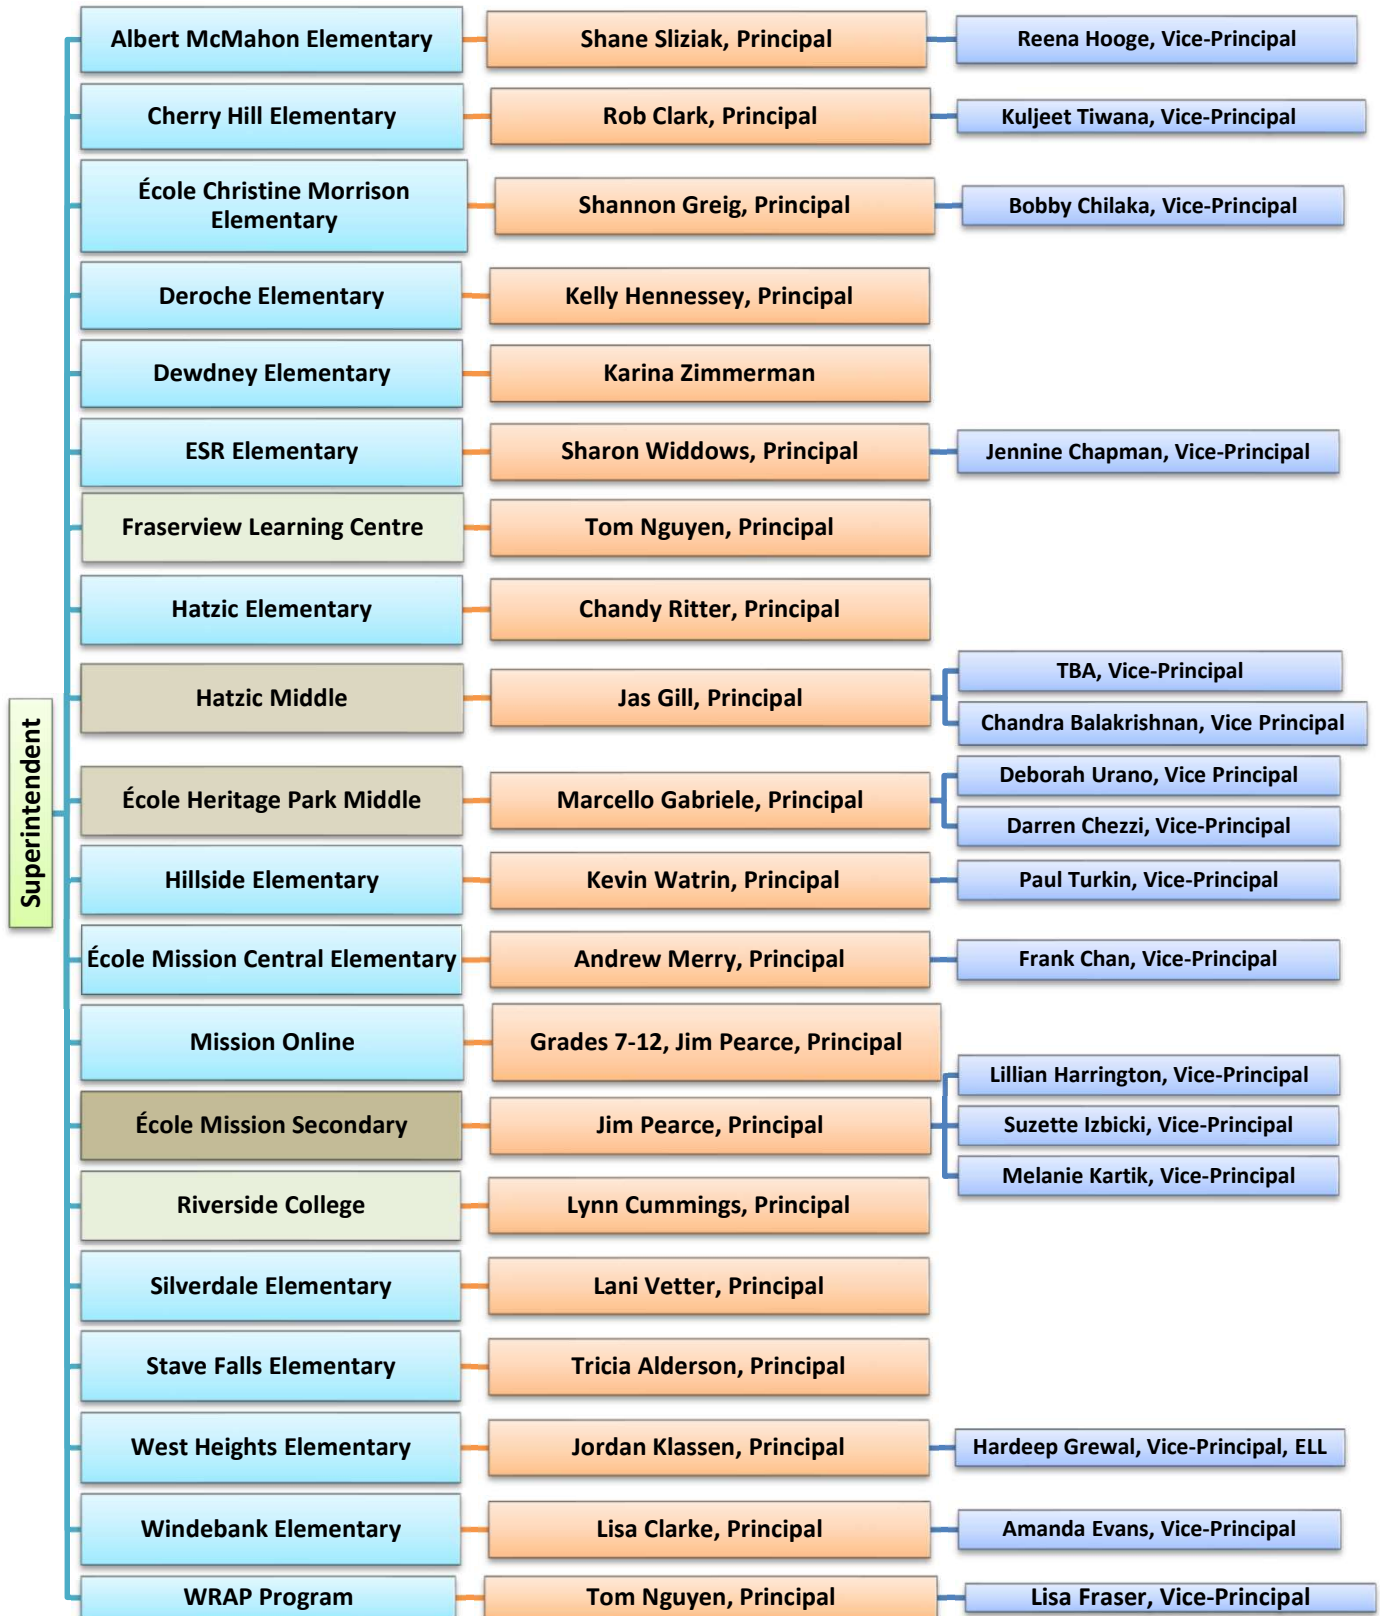 Albert McMahon Elementary
Shane Sliziak, Principal
Reena Hooge, Vice-Principal
Cherry Hill Elementary
Rob Clark, Principal
Kuljeet Tiwana, Vice-Principal
École Christine Morrison
Elementary
Shannon Greig, Principal
Bobby Chilaka, Vice-Principal
Deroche Elementary
Kelly Hennessey, Principal
Dewdney Elementary
Karina Zimmerman
ESR Elementary
Sharon Widdows, Principal
Jennine Chapman, Vice-Principal
Fraserview Learning Centre
Tom Nguyen, Principal
Hatzic Elementary
Chandy Ritter, Principal
Hatzic Middle
Jas Gill, Principal
TBA, Vice-Principal
Chandra Balakrishnan, Vice Principal
Superintendent
École Heritage Park Middle
Marcello Gabriele, Principal
Deborah Urano, Vice Principal
Darren Chezzi, Vice-Principal
Hillside Elementary
Kevin Watrin, Principal
Paul Turkin, Vice-Principal
École Mission Central Elementary
Andrew Merry, Principal
Frank Chan, Vice-Principal
Mission Online
Grades 7-12, Jim Pearce, Principal
École Mission Secondary
Jim Pearce, Principal
Lillian Harrington, Vice-Principal
Suzette Izbicki, Vice-Principal
Melanie Kartik, Vice-Principal
Riverside College
Lynn Cummings, Principal
Silverdale Elementary
Lani Vetter, Principal
Stave Falls Elementary
Tricia Alderson, Principal
West Heights Elementary
Jordan Klassen, Principal
Hardeep Grewal, Vice-Principal, ELL
Windebank Elementary
Lisa Clarke, Principal
Amanda Evans, Vice-Principal
WRAP Program
Tom Nguyen, Principal
Lisa Fraser, Vice-Principal